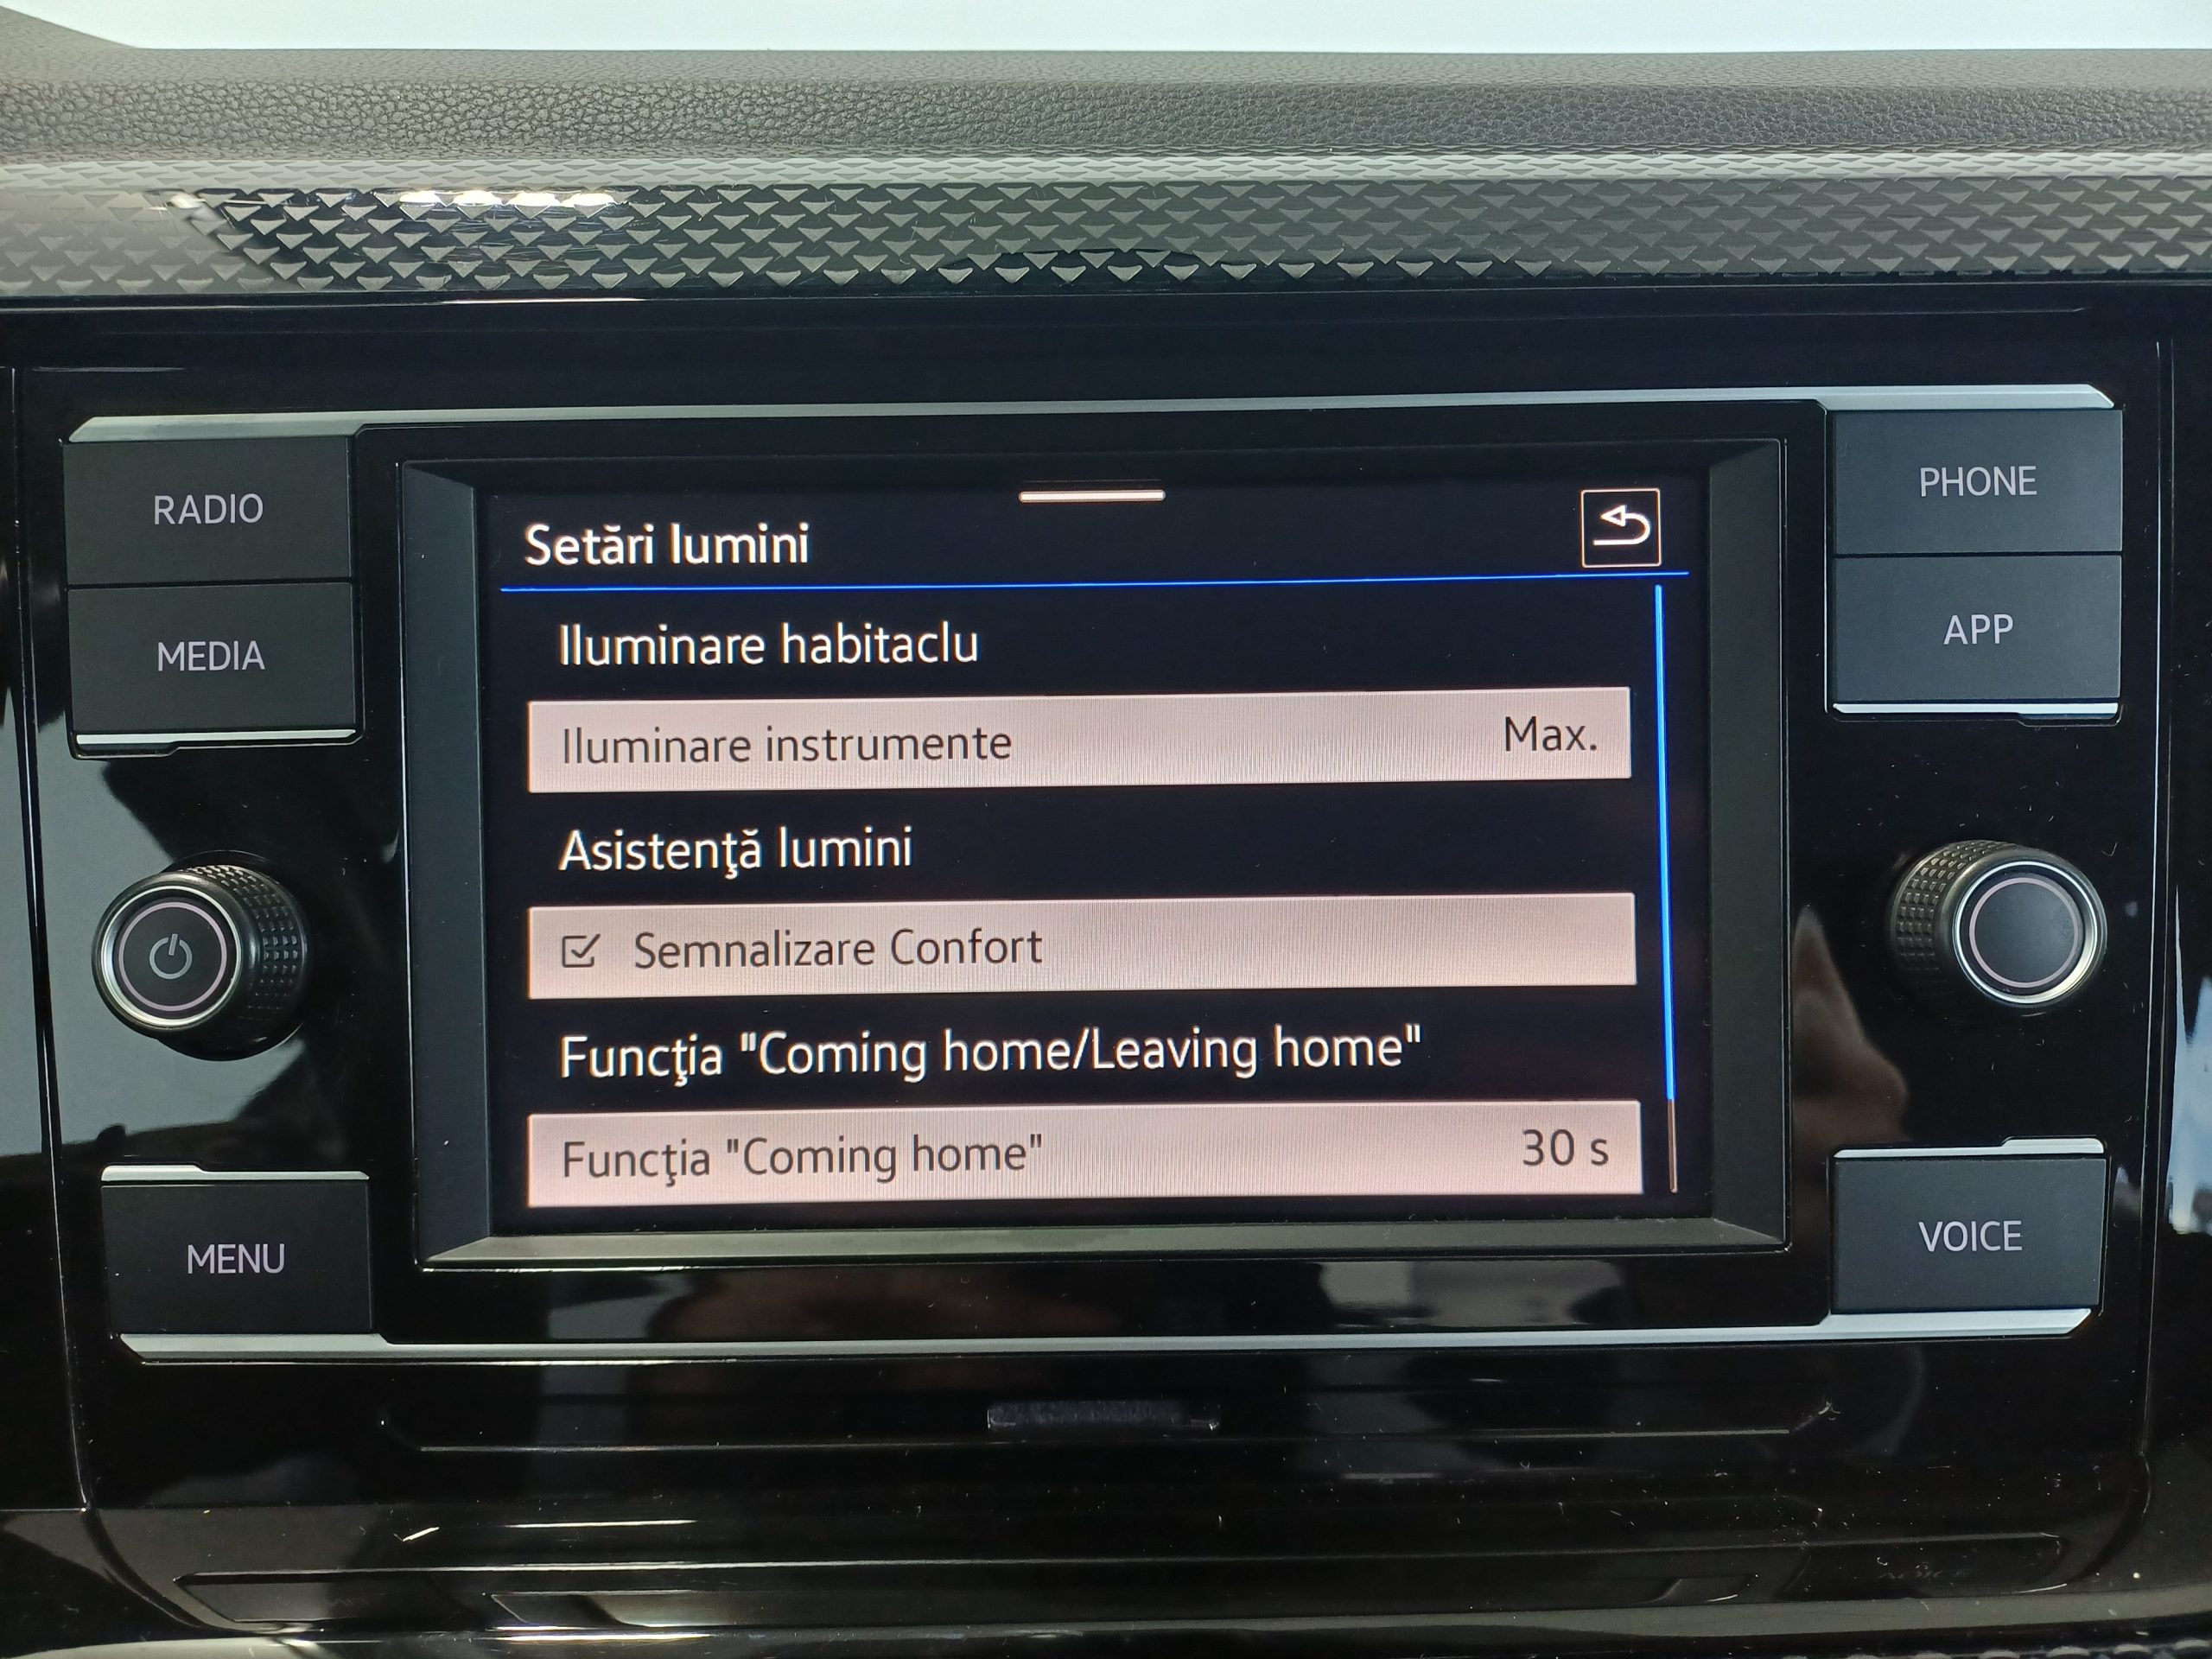 RADIO
MEDIA
MENU
PHONE
APP
VOICE
Setări lumini
Iluminare habitaclu
Iluminare instrumente Max.
Asistenţă lumini
Semnalizare Confort
Funcţia "Coming home/Leaving home"
Funcţia "Coming home" 30 s